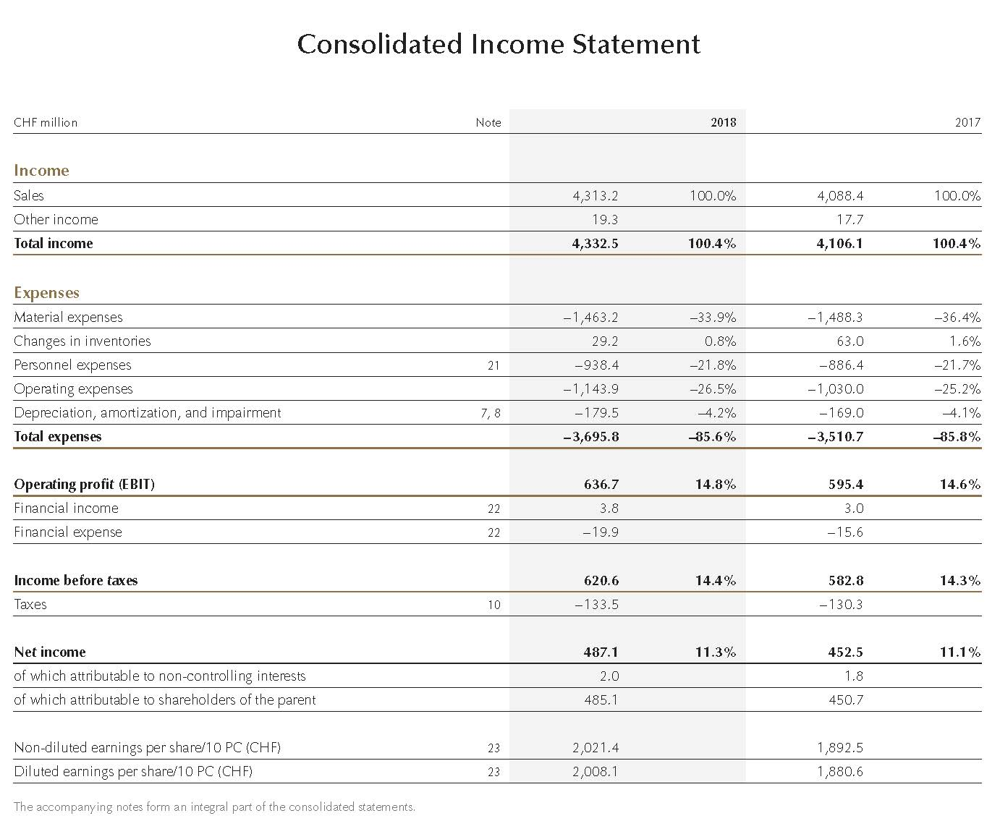 Consolidated Income Statement
CHF million Note 2018 2017
Income
Sales 4,313.2 100.0% 4,088.4 100.0%
Other income 19.3 17.7
Total income 4,332.5 100.4% 4,106.1 100.4%
Expenses
Material expenses –1,463.2 –33.9% –1,488.3 –36.4%
Changes in inventories 29.2 0.8% 63.0 1.6%
Personnel expenses 21 –938.4 –21.8% –886.4 –21.7%
Operating expenses –1,143.9 –26.5% –1,030.0 –25.2%
Depreciation, amortization, and impairment 7, 8 –179.5 –4.2% –169.0 –4.1%
Total expenses –3,695.8 –85.6% –3,510.7 –85.8%
Operating profit (EBIT) 636.7 14.8% 595.4 14.6%
Financial income 22 3.8 3.0
Financial expense 22 –19.9 –15.6
Income before taxes 620.6 14.4% 582.8 14.3%
Taxes 10 –133.5 –130.3
Net income 487.1 11.3% 452.5 11.1%
of which attributable to non-controlling interests 2.0 1.8
of which attributable to shareholders of the parent 485.1 450.7
Non-diluted earnings per share/10 PC (CHF) 23 2,021.4 1,892.5
Diluted earnings per share/10 PC (CHF) 23 2,008.1 1,880.6
The accompanying notes form an integral part of the consolidated statements.